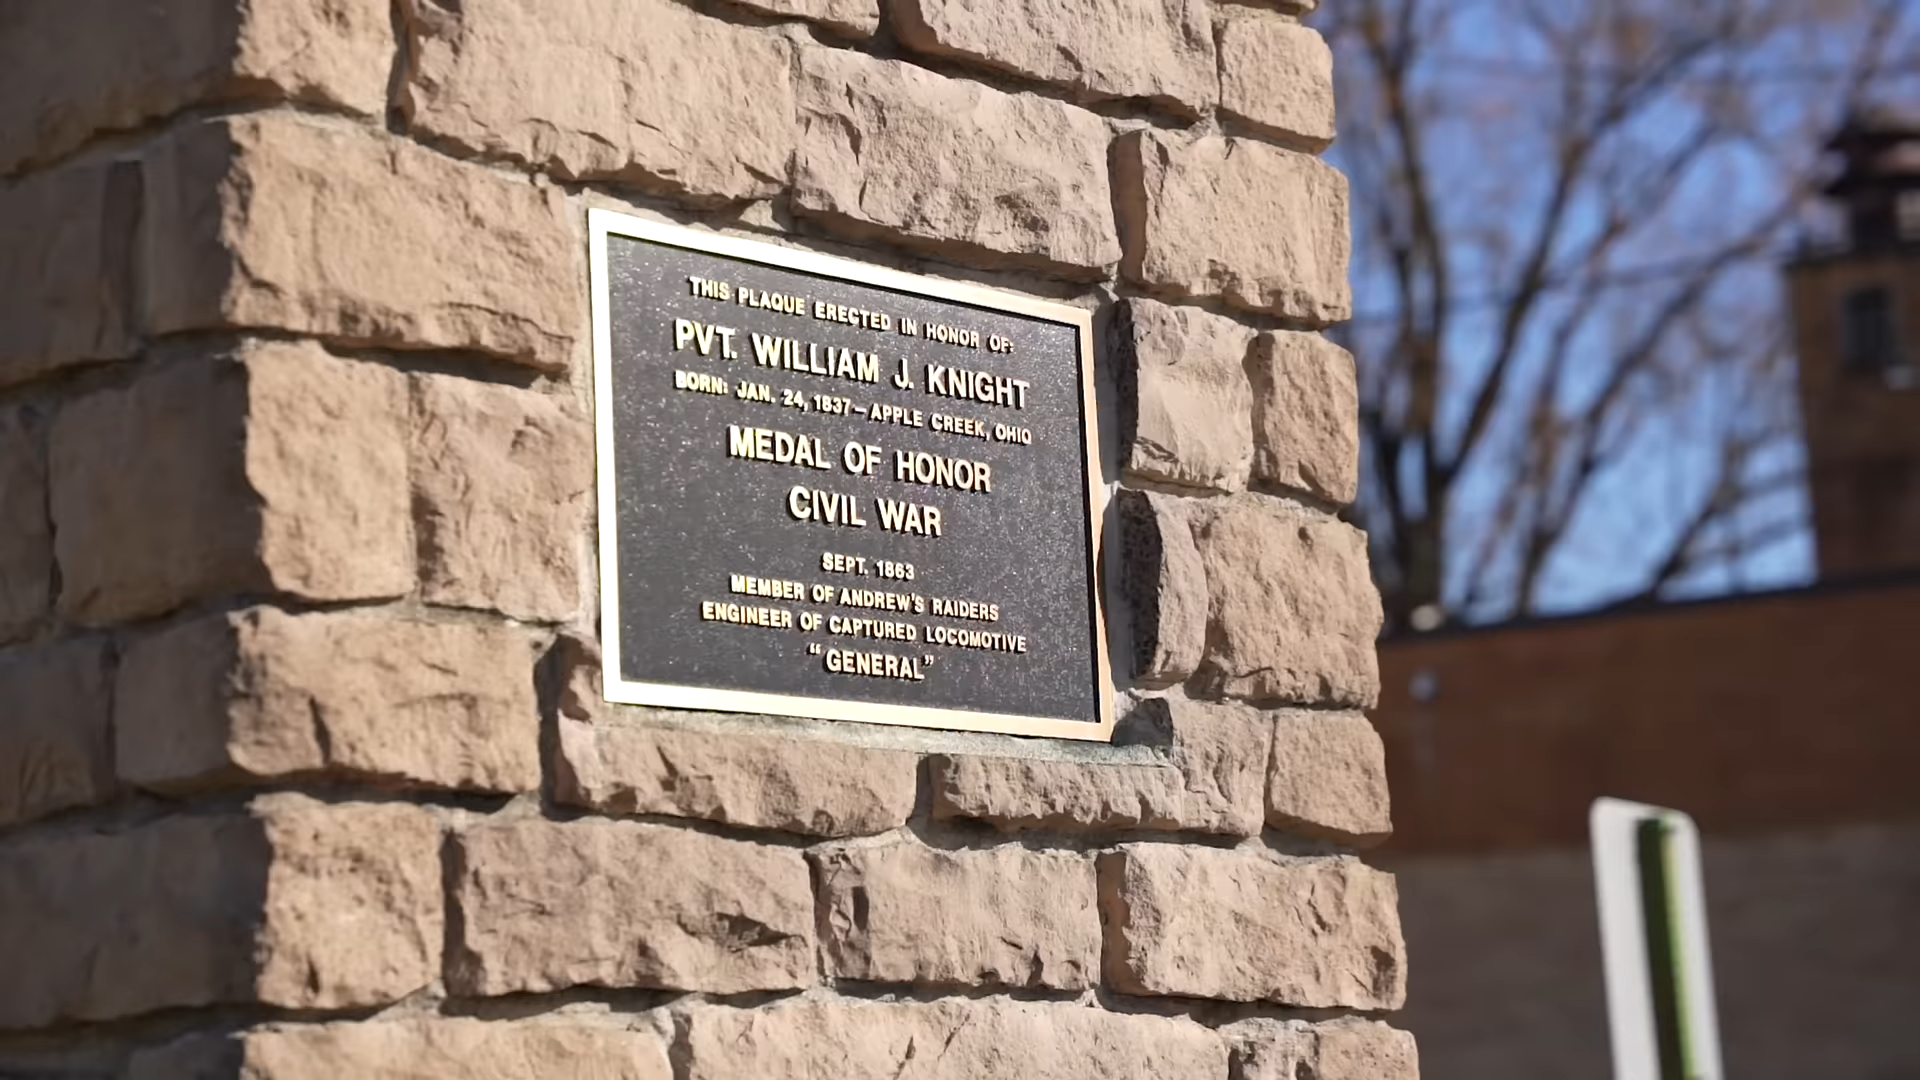 THIS PLAQUE ERECTED IN HONOR OF:
PVT. WILLIAM J. KNIGHT
BORN: JAN. 24, 1837 – APPLE CREEK, OHIO
MEDAL OF HONOR
CIVIL WAR
SEPT. 1863
MEMBER OF ANDREW'S RAIDERS
ENGINEER OF CAPTURED LOCOMOTIVE
“GENERAL”